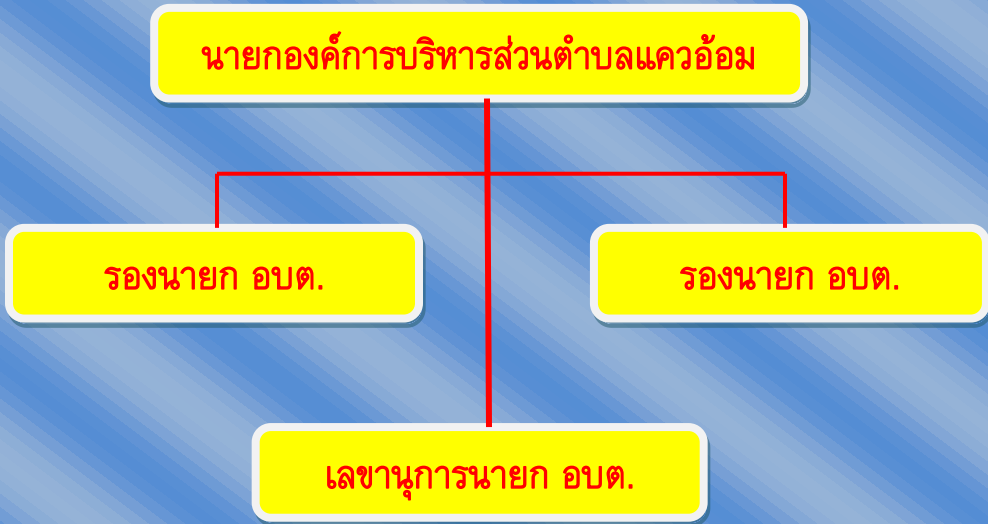 นายกองค์การบริหารส่วนตำบลแควอ้อม
รองนายก อบต.
รองนายก อบต.
เลขานุการนายก อบต.